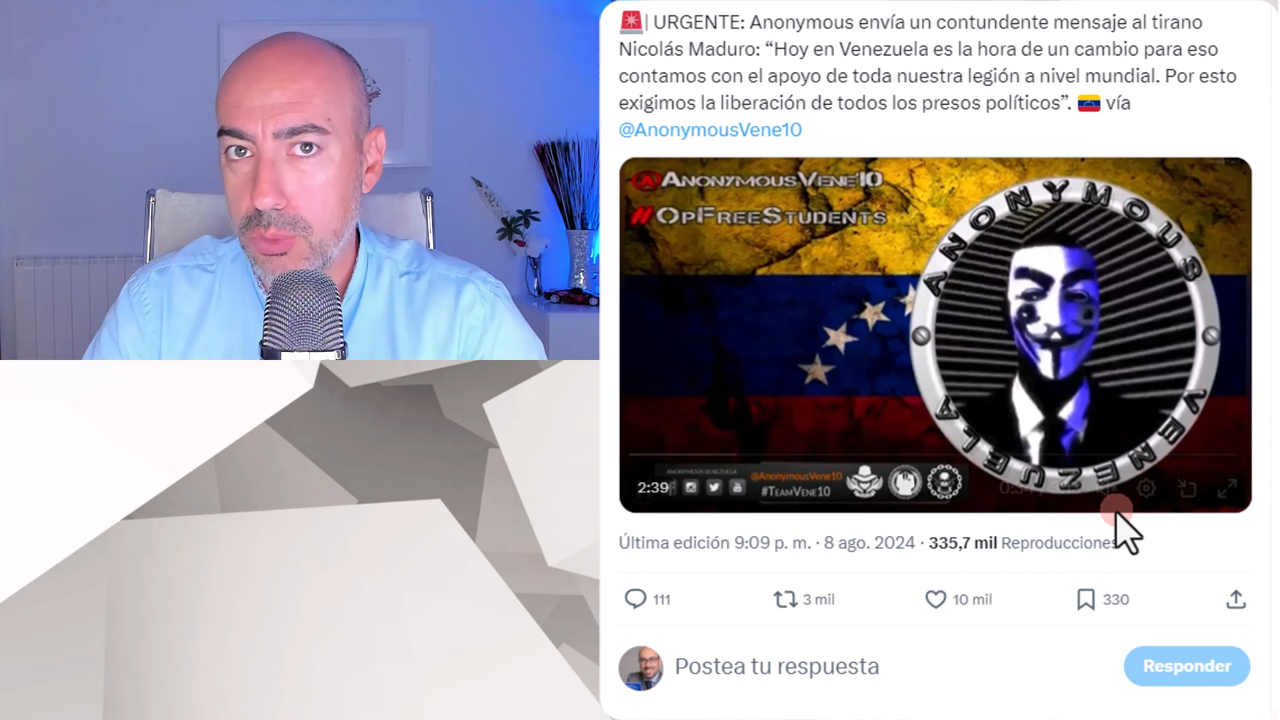 🚨| URGENTE: Anonymous envía un contundente mensaje al tirano
Nicolás Maduro: “Hoy en Venezuela es la hora de un cambio para eso
contamos con el apoyo de toda nuestra legión a nivel mundial. Por esto
exigimos la liberación de todos los presos políticos”. 🇻🇪 vía
@AnonymousVene10
AnonymousVene10
#OpFreeStudents
ANONYMOUS
VENEZUELA
ANONYMOUSVENEZUELA
@AnonymousVene10
#TEAMVENE10
2:39
Última edición 9:09 p. m. · 8 ago. 2024 · 335,7 mil Reproducciones
111
3 mil
10 mil
330
Postea tu respuesta
Responder